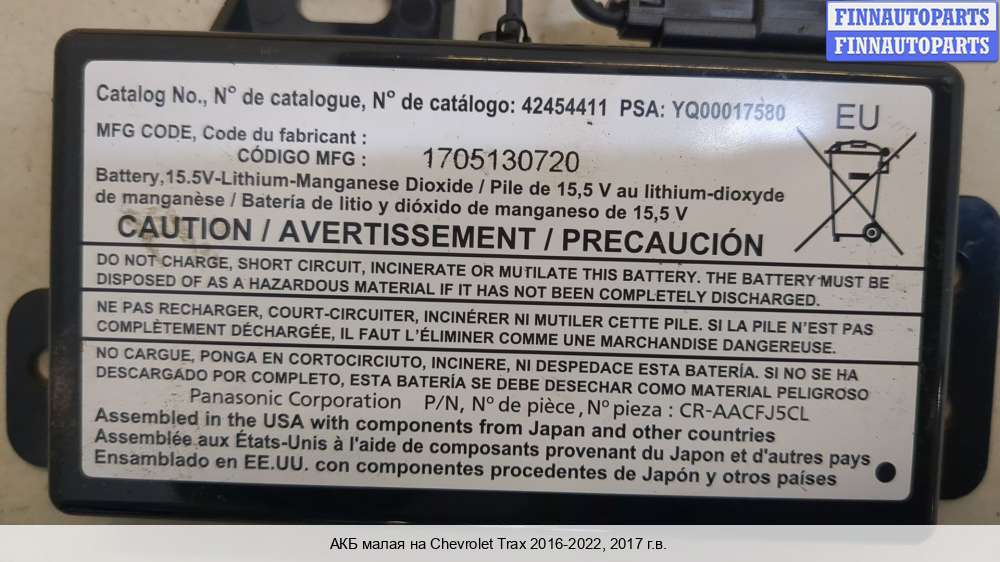 FINNAUTOPARTS
FINNAUTOPARTS
Catalog No., N° de catalogue, N° de catálogo: 42454411 PSA: YQ00017580
EU
MFG CODE, Code du fabricant :
CÓDIGO MFG : 1705130720
Battery,15.5V-Lithium-Manganese Dioxide / Pile de 15,5 V au lithium-dioxyde
de manganèse / Batería de litio y dióxido de manganeso de 15,5 V
CAUTION / AVERTISSEMENT / PRECAUCIÓN
DO NOT CHARGE, SHORT CIRCUIT, INCINERATE OR MUTILATE THIS BATTERY. THE BATTERY MUST BE
DISPOSED OF AS A HAZARDOUS MATERIAL IF IT HAS NOT BEEN COMPLETELY DISCHARGED.
NE PAS RECHARGER, COURT-CIRCUITER, INCINÉRER NI MUTILER CETTE PILE. SI LA PILE N'EST PAS
COMPLÈTEMENT DÉCHARGÉE, IL FAUT L'ÉLIMINER COMME UNE MARCHANDISE DANGEREUSE.
NO CARGUE, PONGA EN CORTOCIRCIUTO, INCINERE, NI DESPEDACE ESTA BATERÍA. SI NO SE HA
DESCARGADO POR COMPLETO, ESTA BATERÍA SE DEBE DESECHAR COMO MATERIAL PELIGROSO
Panasonic Corporation P/N, N° de pièce, N° pieza : CR-AACFJ5CL
Assembled in the USA with components from Japan and other countries
Assemblée aux États-Unis à l'aide de composants provenant du Japon et d'autres pays
Ensamblado en EE.UU. con componentes procedentes de Japón y otros países
АКБ малая на Chevrolet Trax 2016-2022, 2017 г.в.